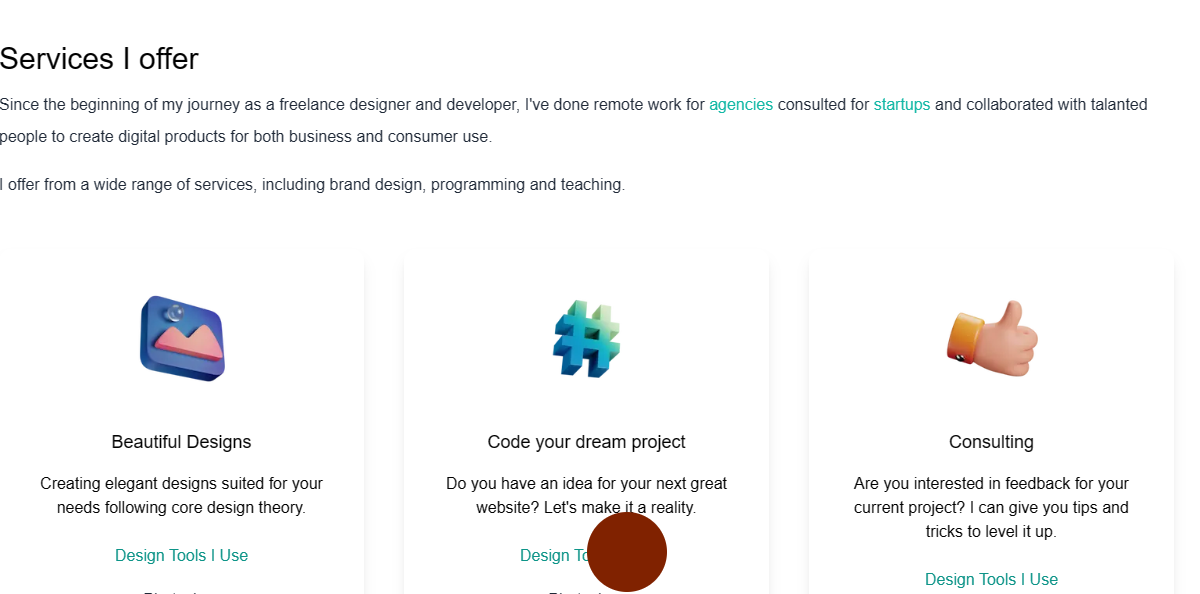 Services I offer
Since the beginning of my journey as a freelance designer and developer, I've done remote work for agencies consulted for startups and collaborated with talanted
people to create digital products for both business and consumer use.
I offer from a wide range of services, including brand design, programming and teaching.
Beautiful Designs
Creating elegant designs suited for your
needs following core design theory.
Design Tools I Use
Code your dream project
Do you have an idea for your next great
website? Let's make it a reality.
Design
Consulting
Are you interested in feedback for your
current project? I can give you tips and
tricks to level it up.
Design Tools I Use